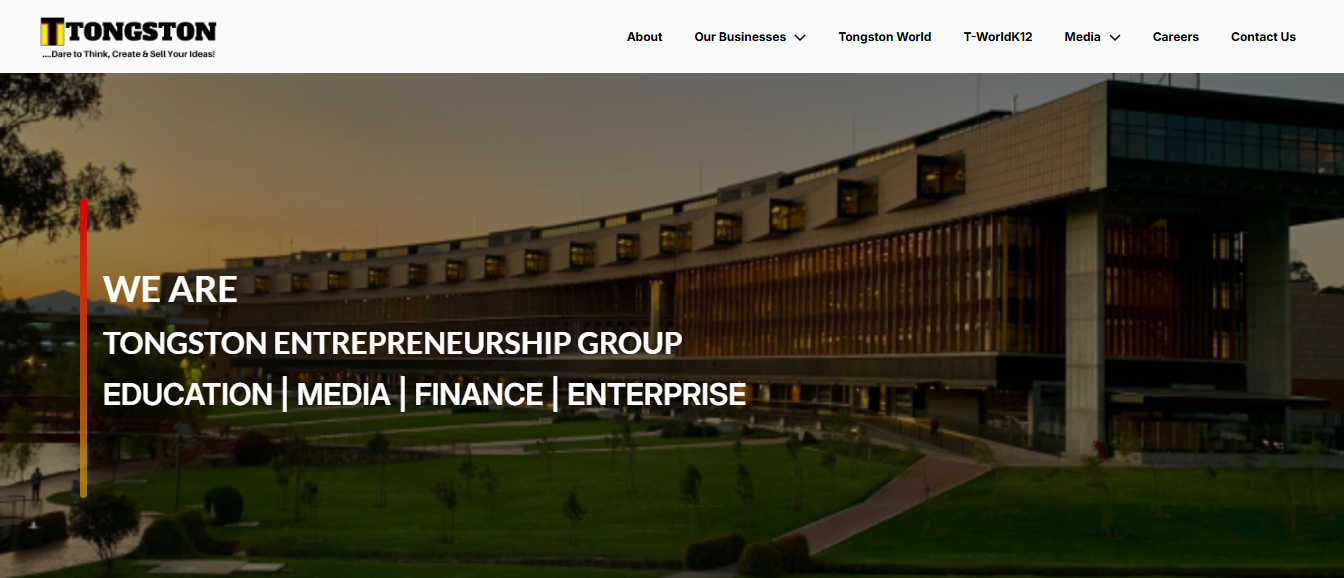 TTONGSTON
....Dare to Think, Create & Sell Your Ideas!
About Our Businesses Tongston World T-WorldK12 Media Careers Contact Us
WE ARE
TONGSTON ENTREPRENEURSHIP GROUP
EDUCATION | MEDIA | FINANCE | ENTERPRISE